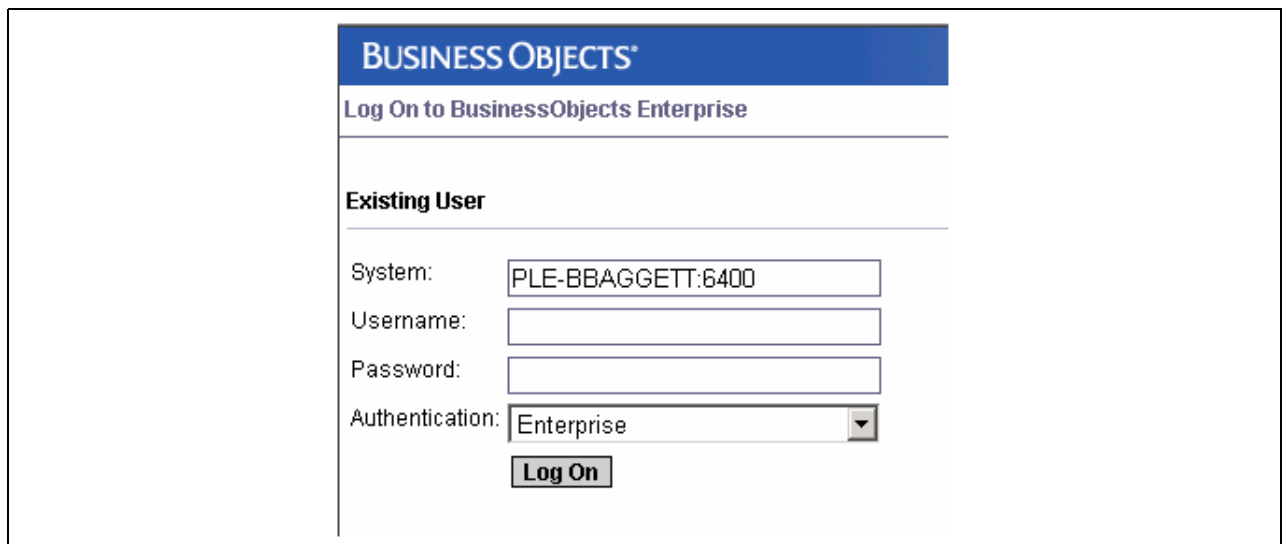 BUSINESS OBJECTS®
Log On to BusinessObjects Enterprise
Existing User
System: PLE-BBAGGETT:6400
Username:
Password:
Authentication: Enterprise
Log On